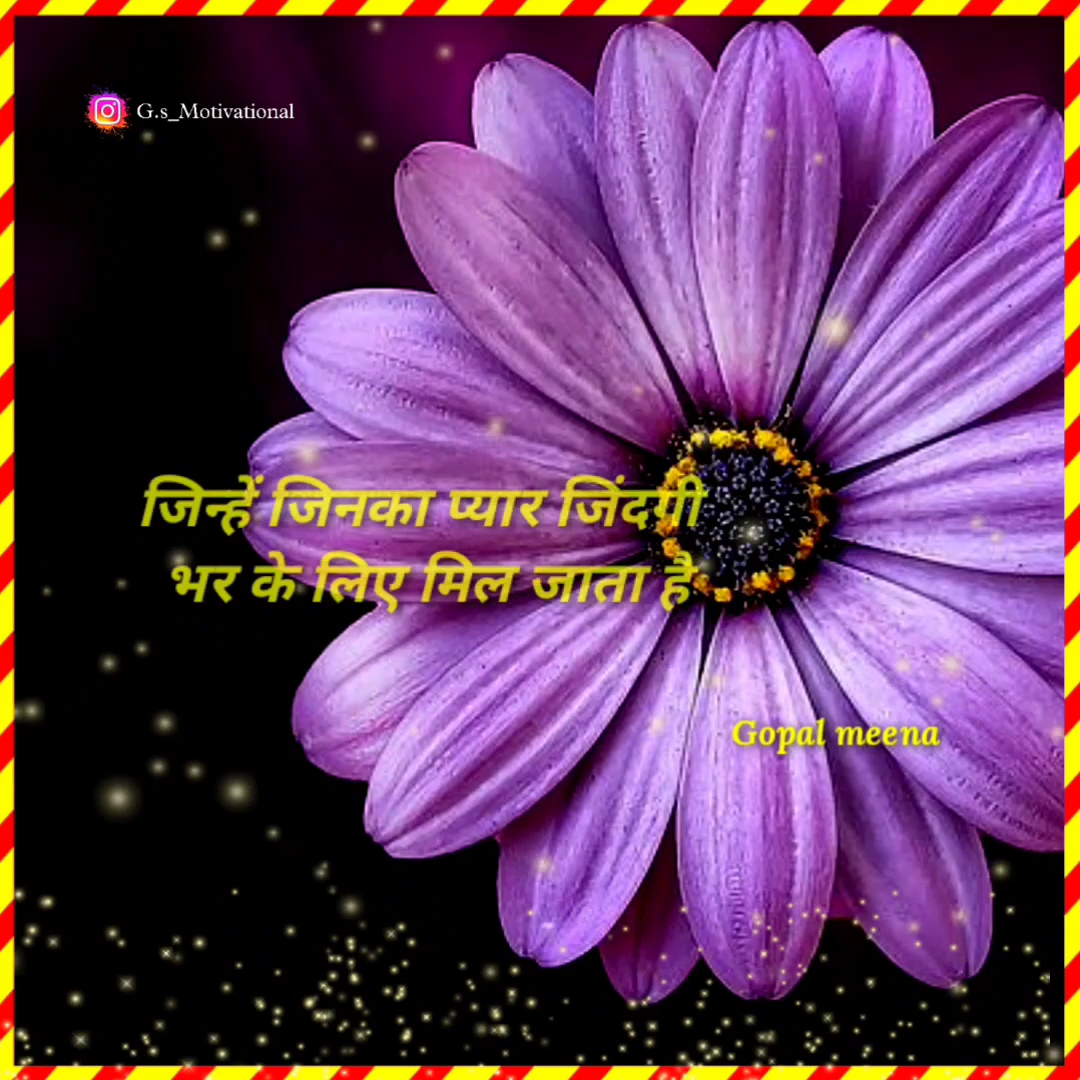 G.s_Motivational
जिन्हें जिनका प्यार जिंदगी
भर के लिए मिल जाता है
Gopal meena